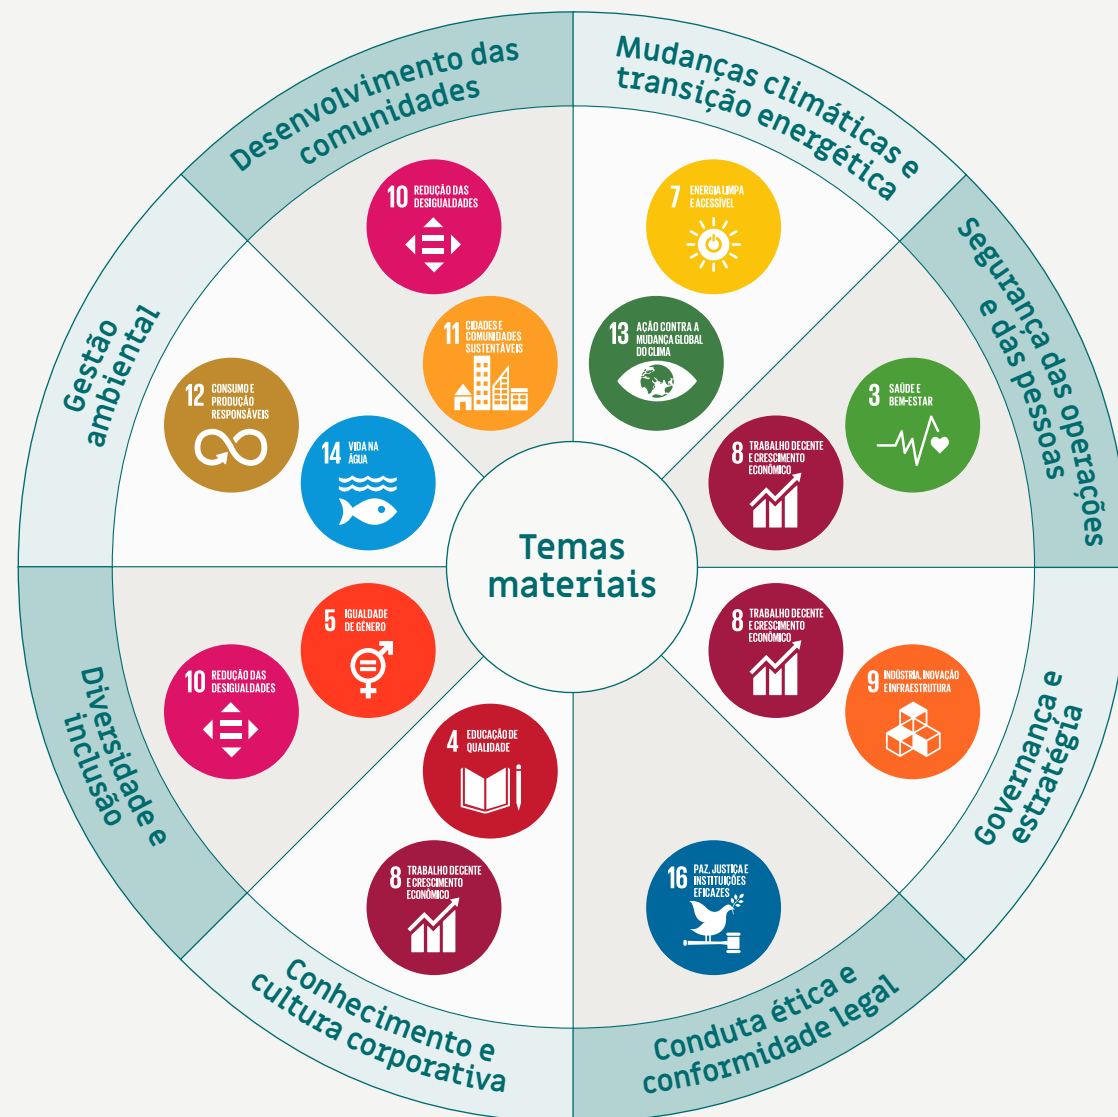 Desenvolvimento das
comunidades
10 REDUÇÃO DAS
DESIGUALDADES
11 CIDADES E
COMUNIDADES
SUSTENTÁVEIS
Mudanças climáticas e
transição energética
7 ENERGIA LIMPA
E ACESSÍVEL
13 AÇÃO CONTRA A
MUDANÇA GLOBAL
DO CLIMA
Segurança das operações
e das pessoas
3 SAÚDE E
BEM-ESTAR
8 TRABALHO DECENTE
E CRESCIMENTO
ECONÔMICO
Governança e
estratégia
8 TRABALHO DECENTE
E CRESCIMENTO
ECONÔMICO
9 INDÚSTRIA, INOVAÇÃO
E INFRAESTRUTURA
Conduta ética e
conformidade legal
16 PAZ, JUSTIÇA E
INSTITUIÇÕES
EFICAZES
Conhecimento e
cultura corporativa
4 EDUCAÇÃO DE
QUALIDADE
8 TRABALHO DECENTE
E CRESCIMENTO
ECONÔMICO
Diversidade e
inclusão
5 IGUALDADE
DE GÊNERO
10 REDUÇÃO DAS
DESIGUALDADES
Gestão
ambiental
12 CONSUMO E
PRODUÇÃO
RESPONSÁVEIS
14 VIDA NA
ÁGUA
Temas
materiais